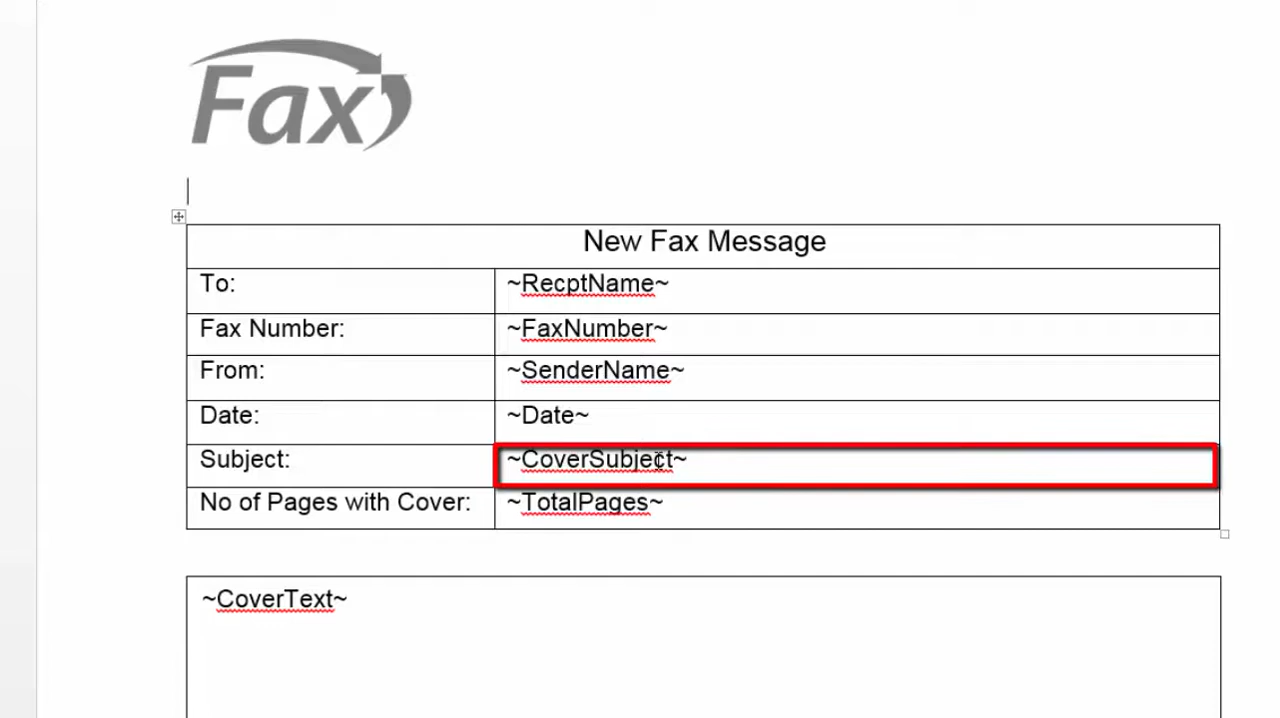 Fax
New Fax Message
To: ~RecptName~
Fax Number: ~FaxNumber~
From: ~SenderName~
Date: ~Date~
Subject: ~CoverSubject~
No of Pages with Cover: ~TotalPages~
~CoverText~